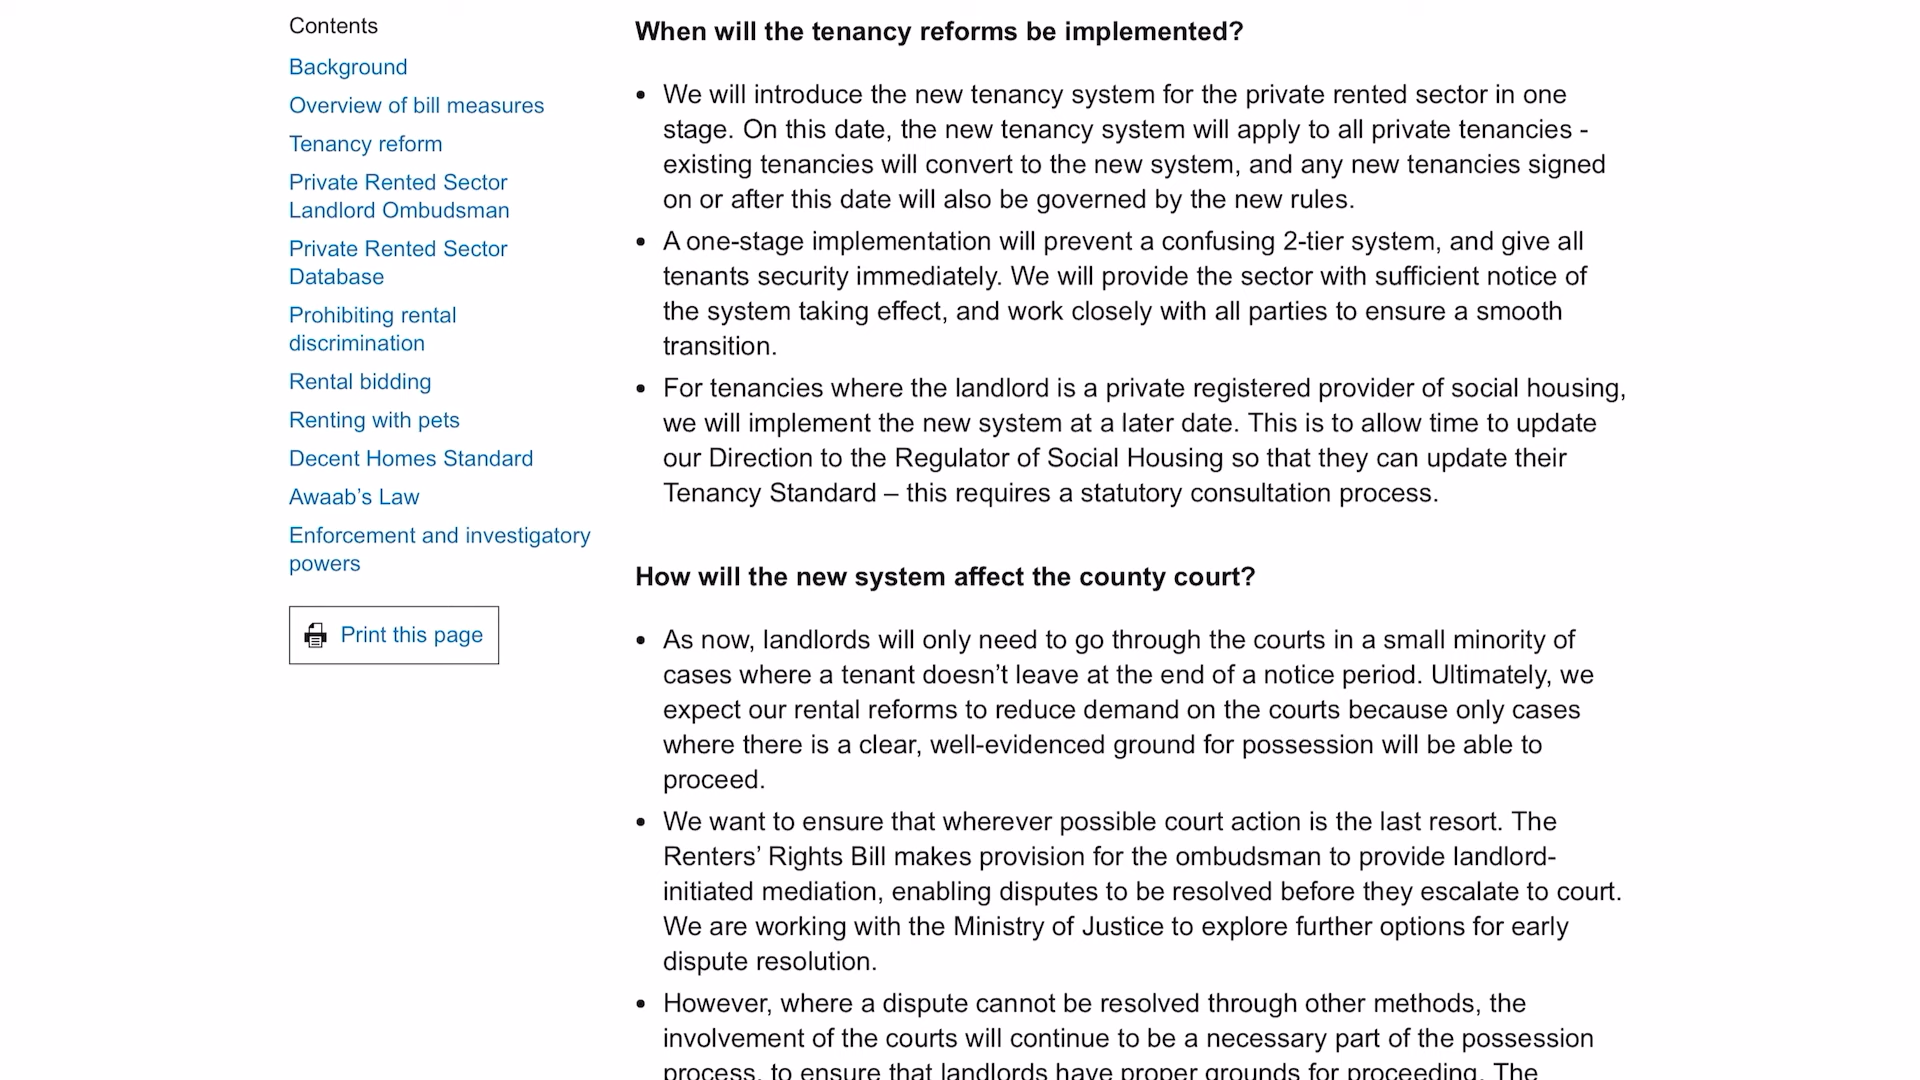 Contents
Background
Overview of bill measures
Tenancy reform
Private Rented Sector
Landlord Ombudsman
Private Rented Sector
Database
Prohibiting rental
discrimination
Rental bidding
Renting with pets
Decent Homes Standard
Awaab’s Law
Enforcement and investigatory
powers
Print this page
When will the tenancy reforms be implemented?
• We will introduce the new tenancy system for the private rented sector in one
stage. On this date, the new tenancy system will apply to all private tenancies -
existing tenancies will convert to the new system, and any new tenancies signed
on or after this date will also be governed by the new rules.
• A one-stage implementation will prevent a confusing 2-tier system, and give all
tenants security immediately. We will provide the sector with sufficient notice of
the system taking effect, and work closely with all parties to ensure a smooth
transition.
• For tenancies where the landlord is a private registered provider of social housing,
we will implement the new system at a later date. This is to allow time to update
our Direction to the Regulator of Social Housing so that they can update their
Tenancy Standard – this requires a statutory consultation process.
How will the new system affect the county court?
• As now, landlords will only need to go through the courts in a small minority of
cases where a tenant doesn’t leave at the end of a notice period. Ultimately, we
expect our rental reforms to reduce demand on the courts because only cases
where there is a clear, well-evidenced ground for possession will be able to
proceed.
• We want to ensure that wherever possible court action is the last resort. The
Renters’ Rights Bill makes provision for the ombudsman to provide landlord-
initiated mediation, enabling disputes to be resolved before they escalate to court.
We are working with the Ministry of Justice to explore further options for early
dispute resolution.
• However, where a dispute cannot be resolved through other methods, the
involvement of the courts will continue to be a necessary part of the possession
process, to ensure that landlords have proper grounds for proceeding. The